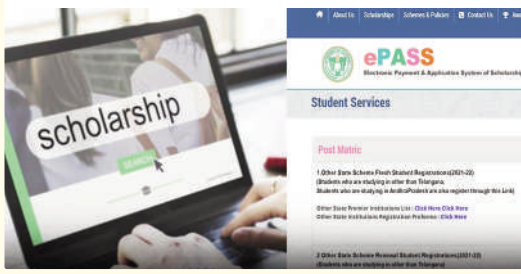 scholarship
SEARCH
About Us Scholarships Schemes & Policies Contact Us
ePASS
Electronic Payment & Application System of Scholarship
Student Services
Post Matric
1 Other State Scheme Fresh Student Registrations(2021-22)
(Students who are studying in other than Telangana,
Students who are studying in AndhraPradesh are also register through this Link)
Other State Premier Institutions List : Click Here Click Here
Other State Institutions Registration Proforma : Click Here
2 Other State Scheme Renewal Student Registrations(2021-22)
(Students who are studying in other than Telangana)